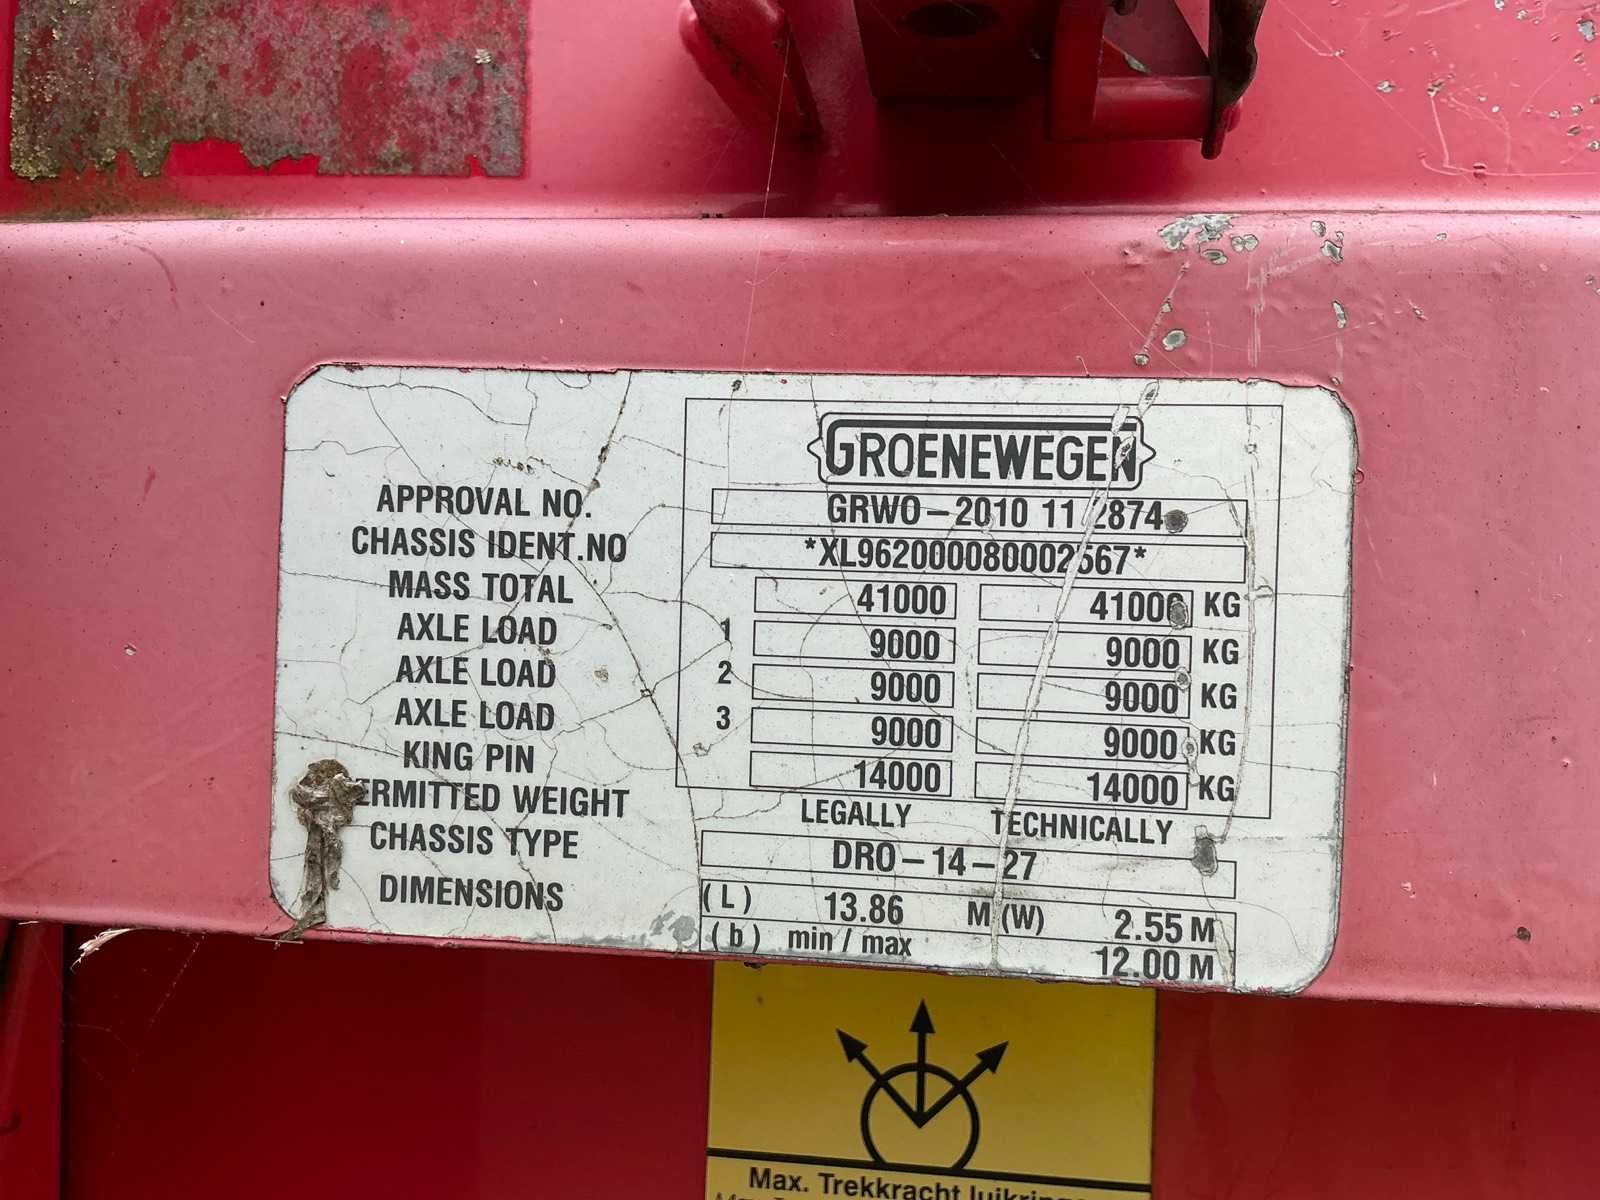 GROENEWEGEN
APPROVAL NO. GRWO-2010 11 2874
CHASSIS IDENT.NO *XL962000080002567*
MASS TOTAL 41000 41000 KG
AXLE LOAD 1 9000 9000 KG
AXLE LOAD 2 9000 9000 KG
AXLE LOAD 3 9000 9000 KG
KING PIN 14000 14000 KG
ERMITTED WEIGHT LEGALLY TECHNICALLY
CHASSIS TYPE DRO-14-27
DIMENSIONS (L) 13.86 M (W) 2.55 M
(b) min / max 12.00 M
Max. Trekkracht luikringe